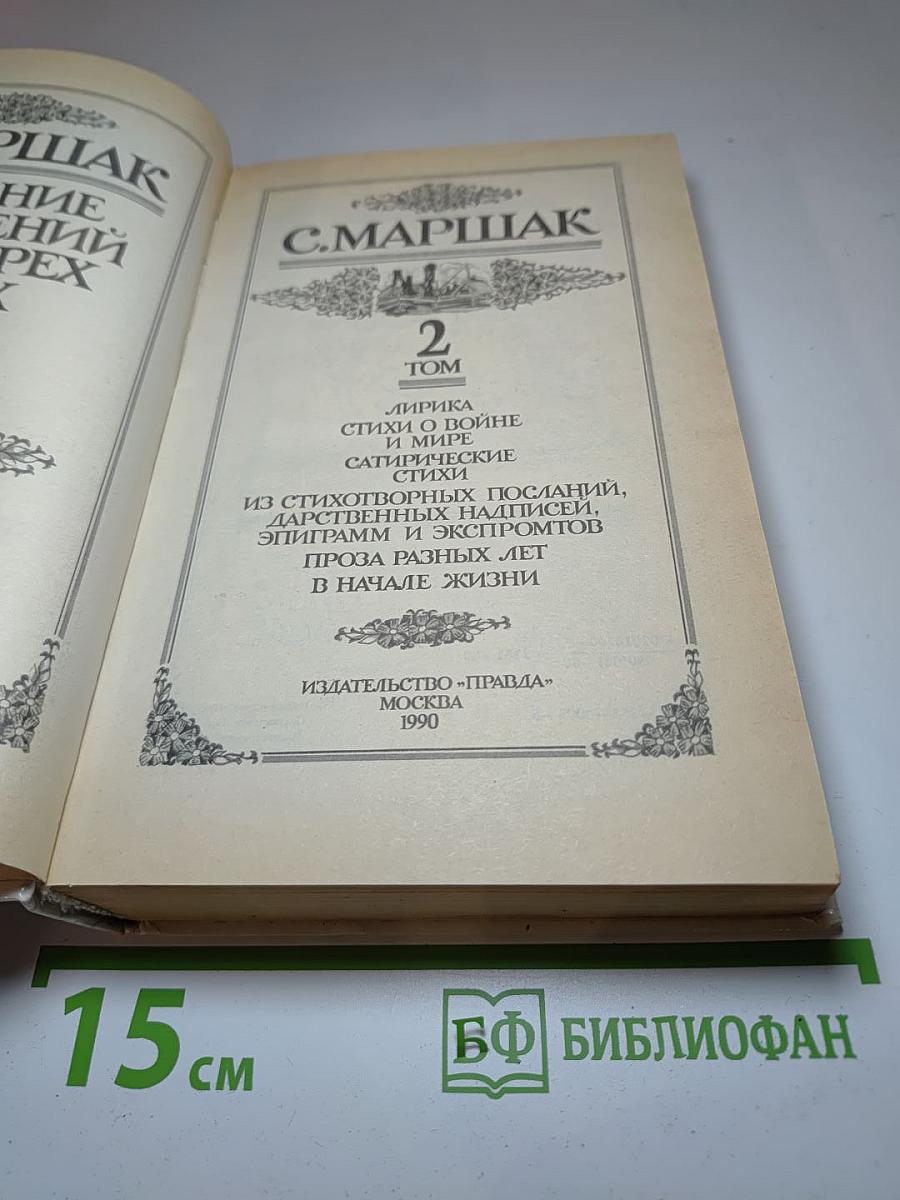 РШАК
НИЕ
ЕНИЙ
РЕХ
Х
С.МАРШАК
2
ТОМ
ЛИРИКА
СТИХИ О ВОЙНЕ
И МИРЕ
САТИРИЧЕСКИЕ
СТИХИ
ИЗ СТИХОТВОРНЫХ ПОСЛАНИЙ,
ДАРСТВЕННЫХ НАДПИСЕЙ,
ЭПИГРАММ И ЭКСПРОМТОВ
ПРОЗА РАЗНЫХ ЛЕТ
В НАЧАЛЕ ЖИЗНИ
ИЗДАТЕЛЬСТВО „ПРАВДА"
МОСКВА
1990
15 см
БФ БИБЛИОФАН